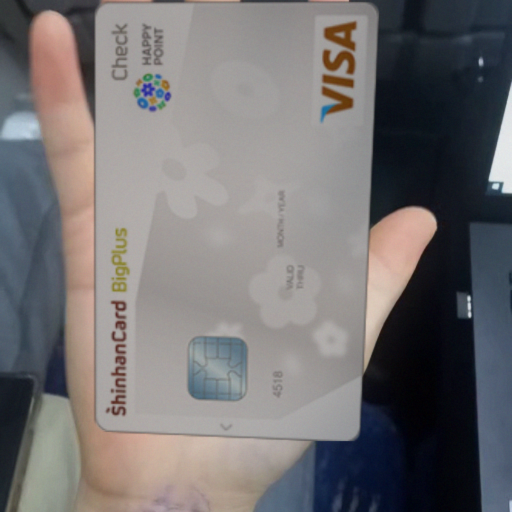 ShinhanCard BigPlus
Check
HAPPY
POINT
4518
VALID
THRU
MONTH / YEAR
VISA